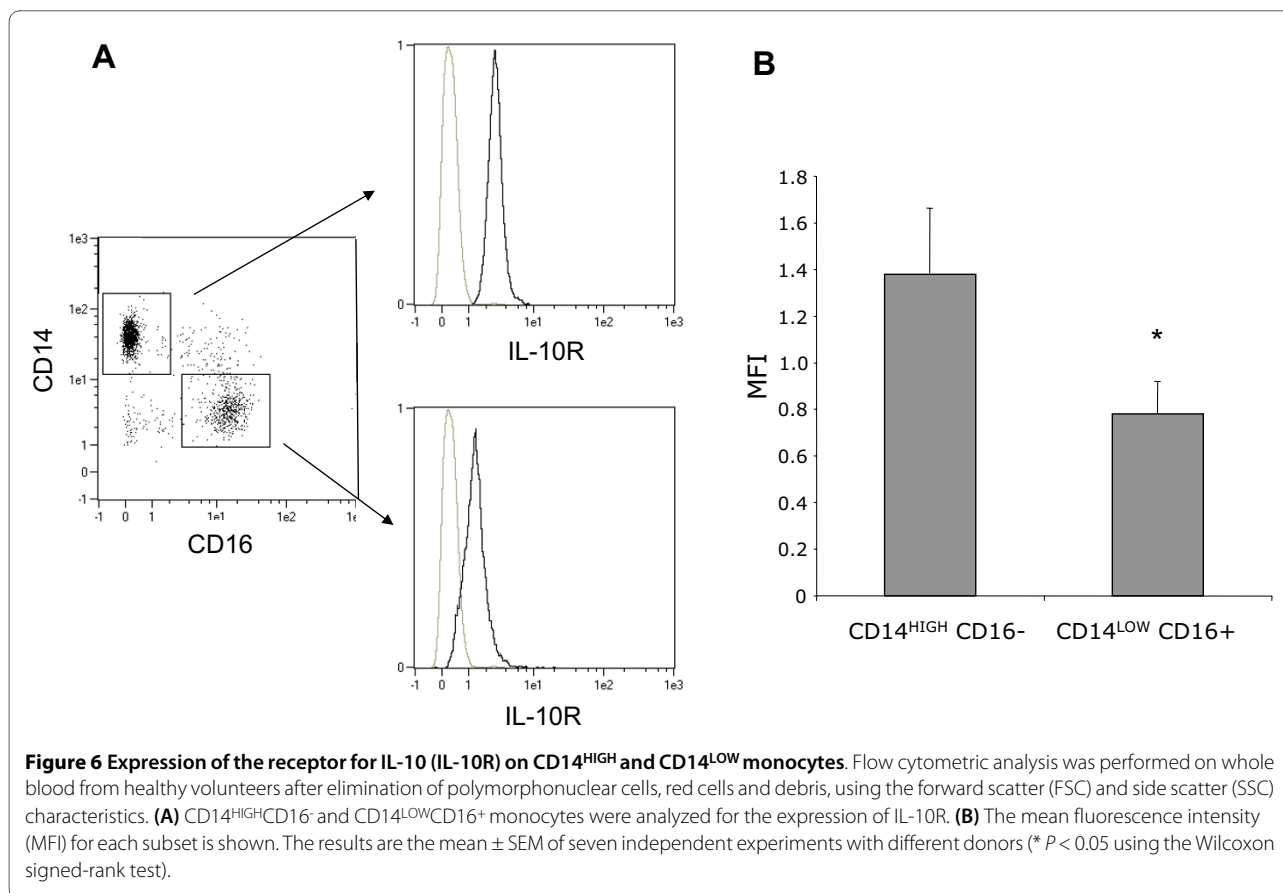 A
B
1
0
-1 0 1 1e1 1e2 1e3
IL-10R
1e3
1e2
1e1
1
0
-1
CD14
-1 0 1 1e1 1e2
CD16
1
0
-1 0 1 1e1 1e2 1e3
IL-10R
1.8
1.6
1.4
1.2
1.0
0.8
0.6
0.4
0.2
0
MFI
*
CD14HIGH CD16- CD14LOW CD16+
Figure 6 Expression of the receptor for IL-10 (IL-10R) on CD14HIGH and CD14LOW monocytes. Flow cytometric analysis was performed on whole
blood from healthy volunteers after elimination of polymorphonuclear cells, red cells and debris, using the forward scatter (FSC) and side scatter (SSC)
characteristics. (A) CD14HIGHCD16- and CD14LOWCD16+ monocytes were analyzed for the expression of IL-10R. (B) The mean fluorescence intensity
(MFI) for each subset is shown. The results are the mean ± SEM of seven independent experiments with different donors (* P < 0.05 using the Wilcoxon
signed-rank test).